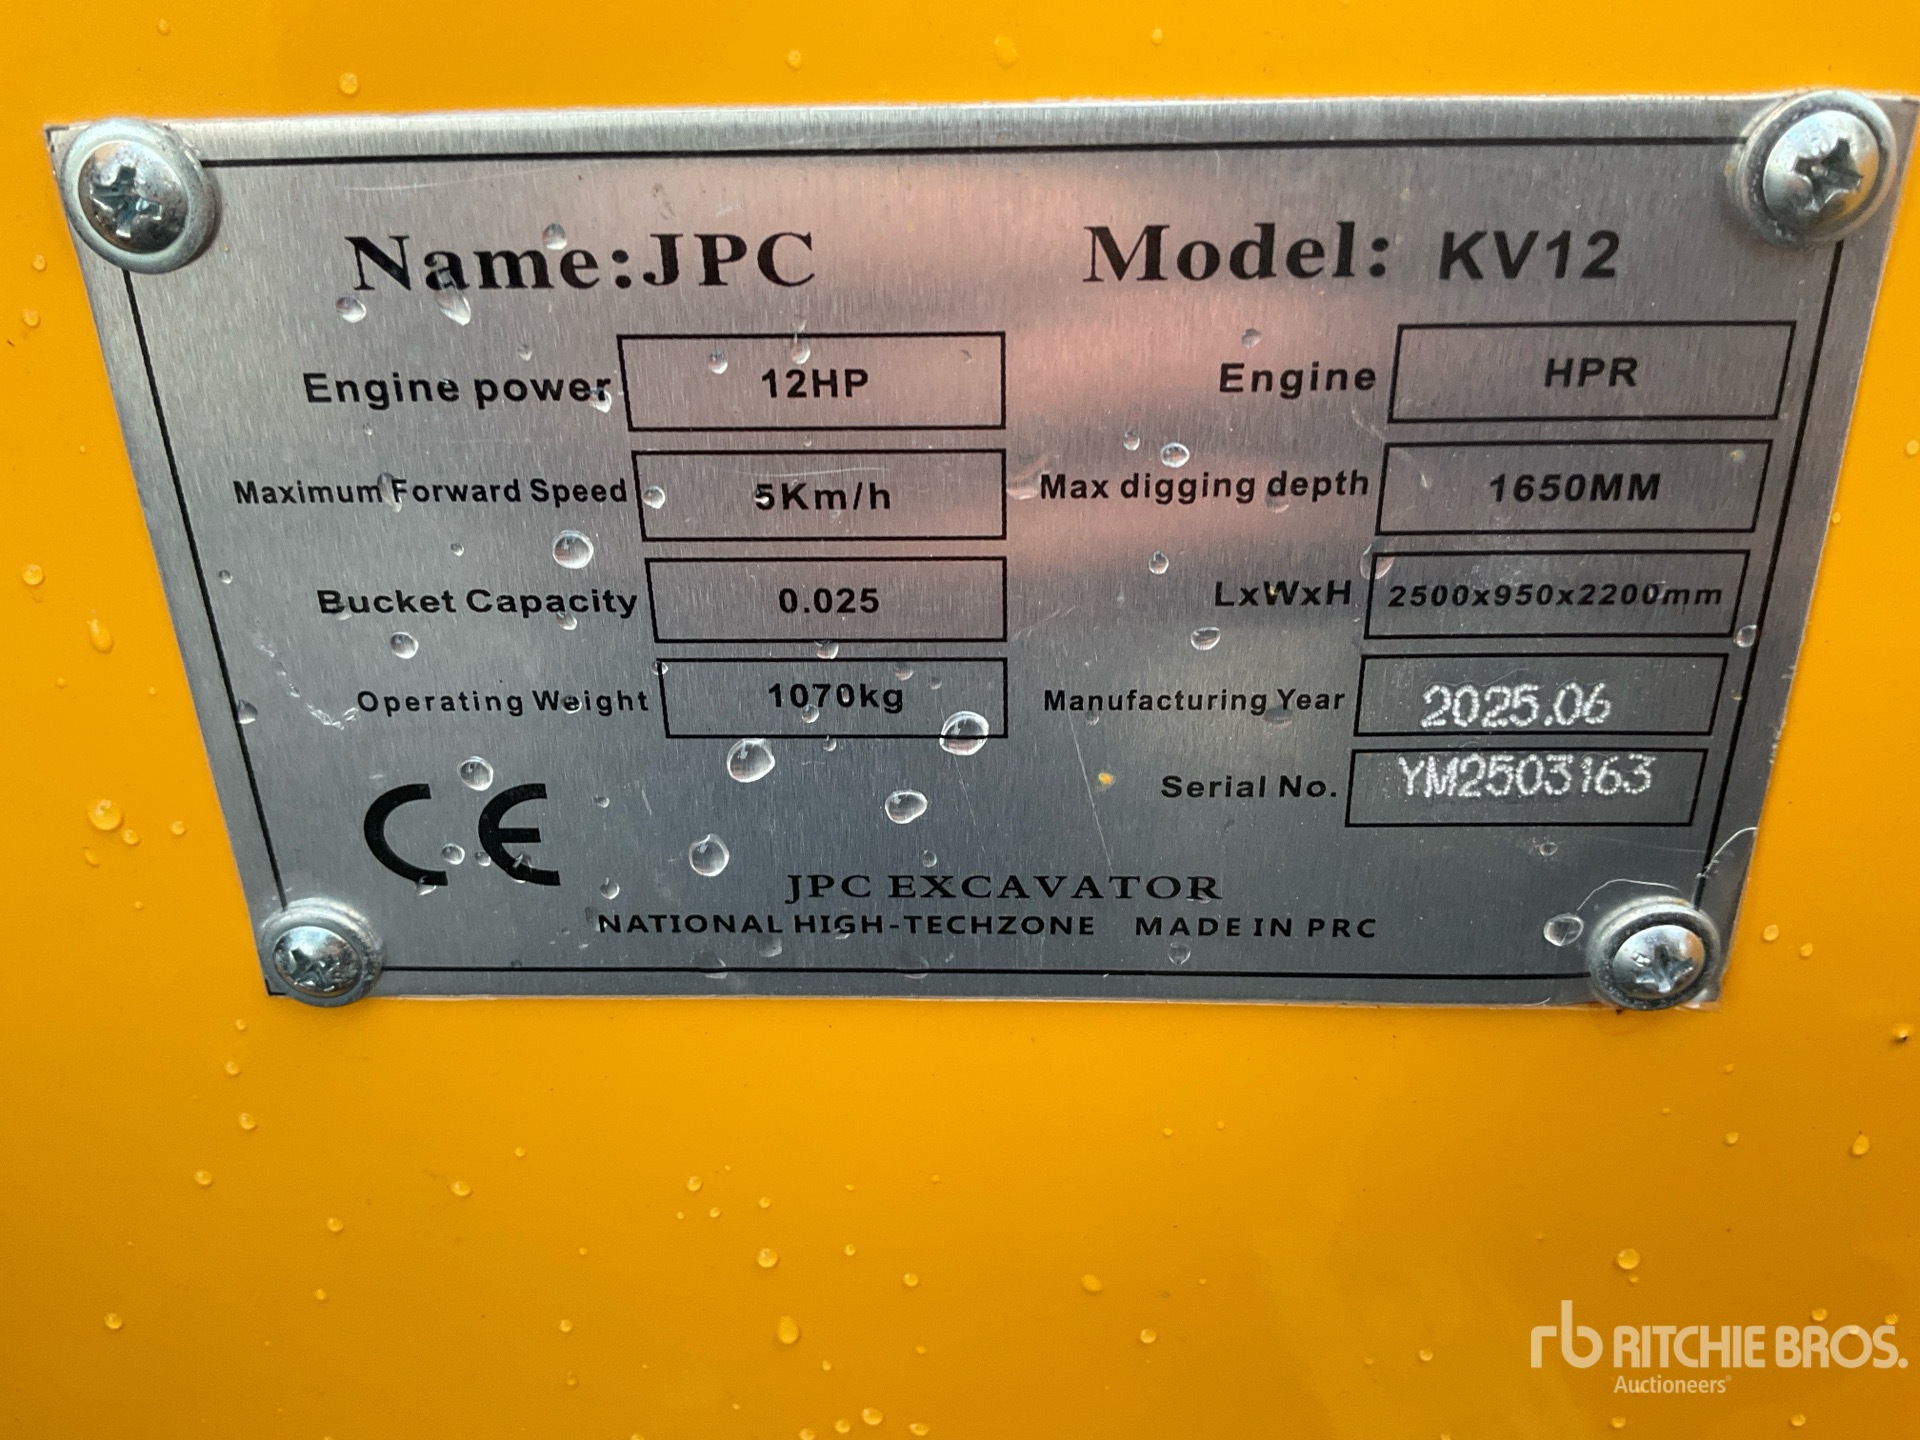 Name:JPC Model: KV12
Engine power 12HP Engine HPR
Maximum Forward Speed 5Km/h Max digging depth 1650MM
Bucket Capacity 0.025 LxWxH 2500x950x2200mm
Operating Weight 1070kg Manufacturing Year 2025.06
Serial No. YM2503163
CE
JPC EXCAVATOR
NATIONAL HIGH-TECHZONE MADE IN PRC
rb RITCHIE BROS.
Auctioneers